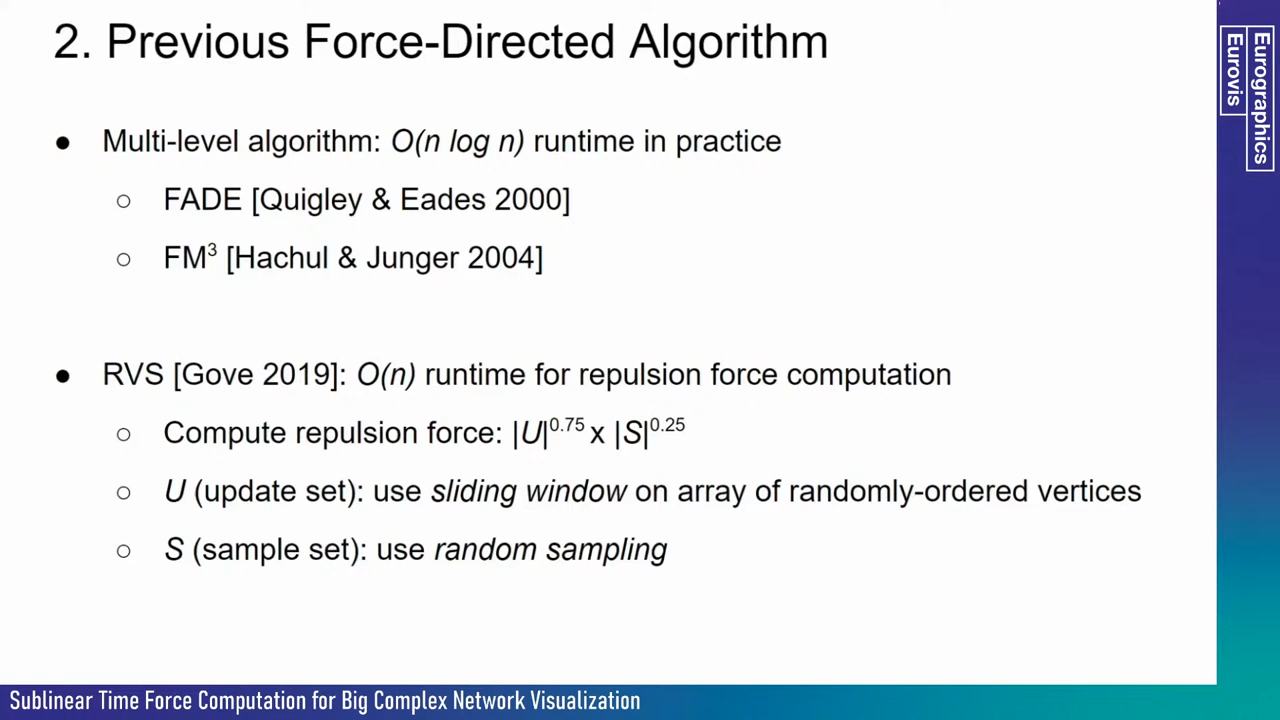 2. Previous Force-Directed Algorithm
● Multi-level algorithm: O(n log n) runtime in practice
○ FADE [Quigley & Eades 2000]
○ FM³ [Hachul & Junger 2004]
● RVS [Gove 2019]: O(n) runtime for repulsion force computation
○ Compute repulsion force: |U|^0.75 x |S|^0.25
○ U (update set): use sliding window on array of randomly-ordered vertices
○ S (sample set): use random sampling
Eurographics
Eurovis
Sublinear Time Force Computation for Big Complex Network Visualization